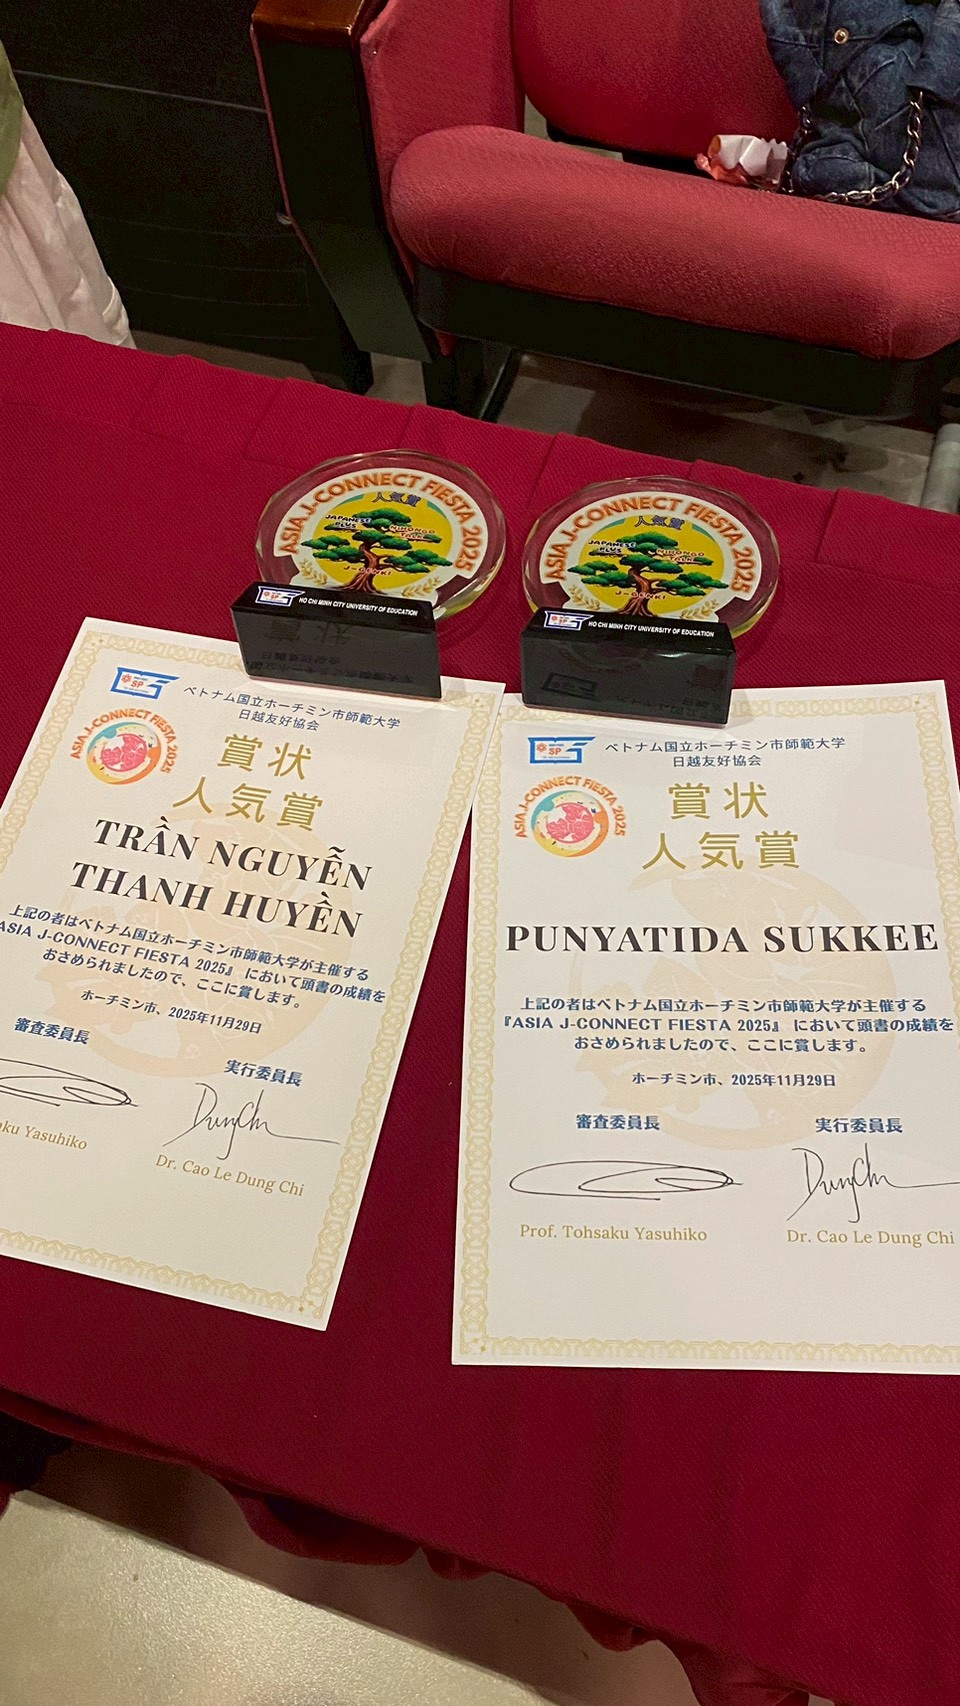 ASIA J-CONNECT FIESTA 2025
人気賞
JAPANESE PLUS
NIHONGO TALK
J-GENKI
HO CHI MINH CITY UNIVERSITY OF EDUCATION
ASIA J-CONNECT FIESTA 2025
人気賞
JAPANESE PLUS
NIHONGO TALK
J-GENKI
HO CHI MINH CITY UNIVERSITY OF EDUCATION
SP
ベトナム国立ホーチミン市師範大学
日越友好協会
ASIA J-CONNECT FIESTA 2025
賞状
人気賞
TRẦN NGUYỄN
THANH HUYỀN
上記の者はベトナム国立ホーチミン市師範大学が主催する
ASIA J-CONNECT FIESTA 2025』 において頭書の成績を
おさめられましたので、ここに賞します。
ホーチミン市、2025年11月29日
審査委員長
実行委員長
Yasuhiko
Dr. Cao Le Dung Chi
SP
ベトナム国立ホーチミン市師範大学
日越友好協会
ASIA J-CONNECT FIESTA 2025
賞状
人気賞
PUNYATIDA SUKKEE
上記の者はベトナム国立ホーチミン市師範大学が主催する
『ASIA J-CONNECT FIESTA 2025』 において頭書の成績を
おさめられましたので、ここに賞します。
ホーチミン市、2025年11月29日
審査委員長
実行委員長
Prof. Tohsaku Yasuhiko
Dr. Cao Le Dung Chi